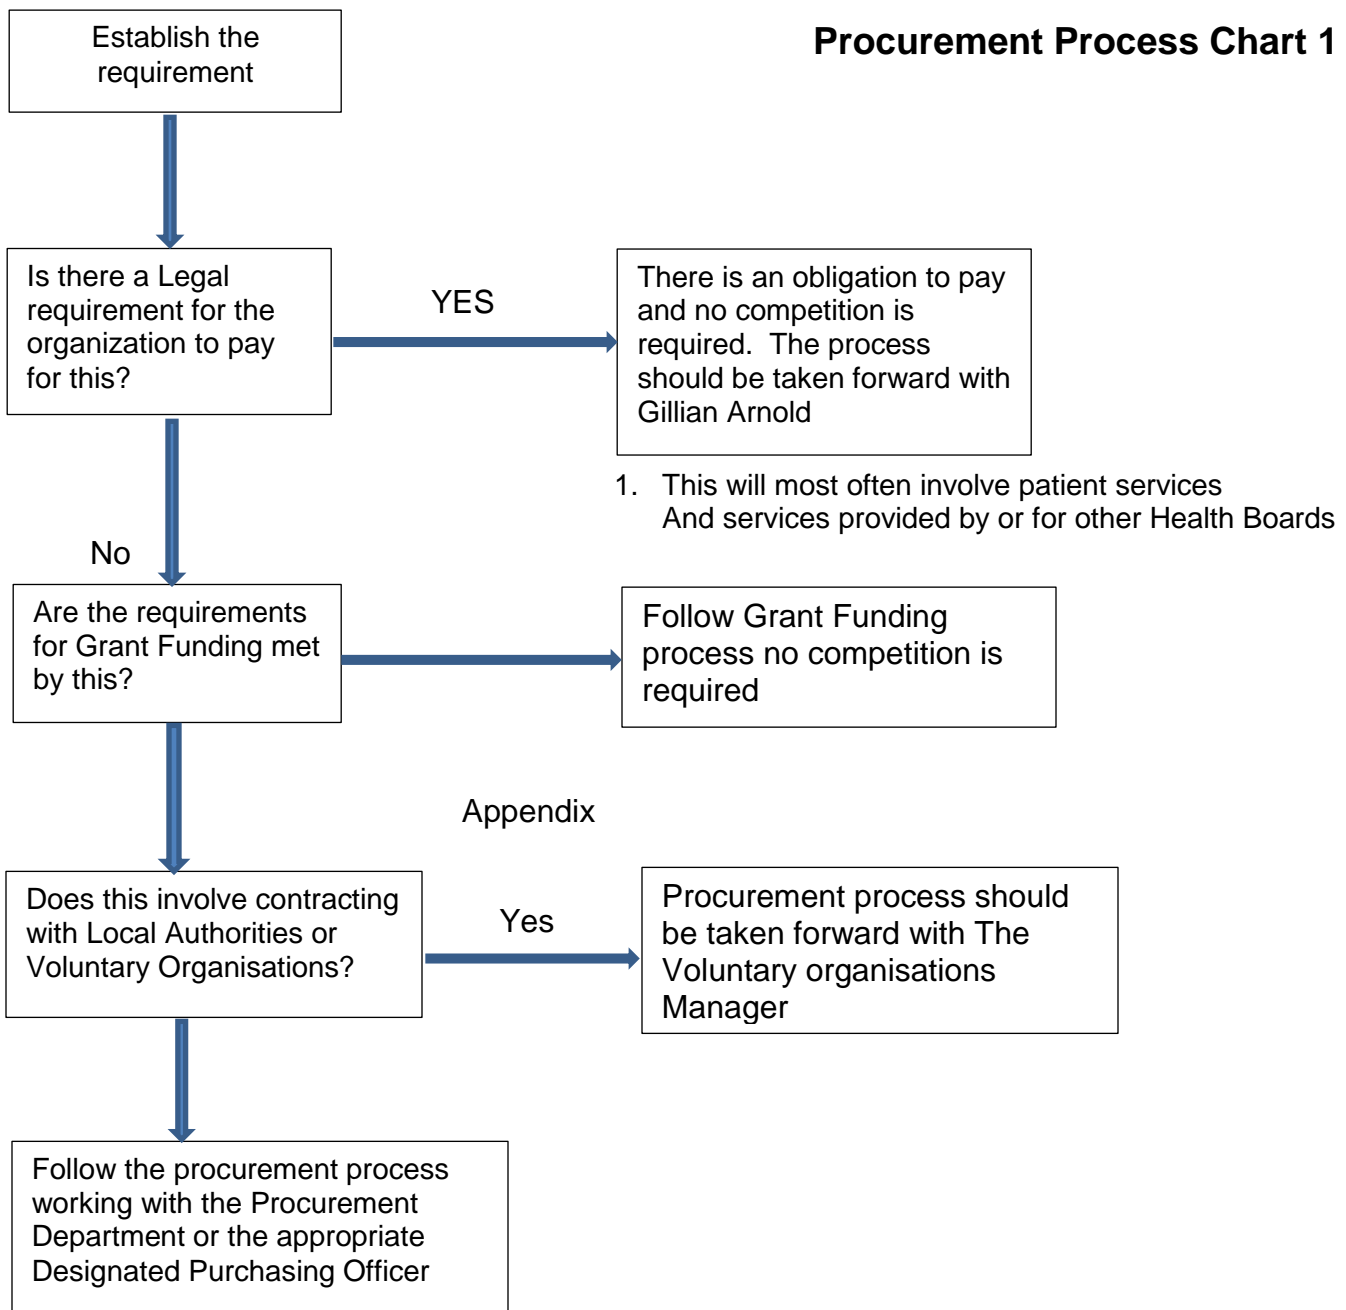 Procurement Process Chart 1
Establish the
requirement
Is there a Legal
requirement for the
organization to pay
for this?
YES
There is an obligation to pay
and no competition is
required.  The process
should be taken forward with
Gillian Arnold
1.   This will most often involve patient services
And services provided by or for other Health Boards
No
Are the requirements
for Grant Funding met
by this?
Follow Grant Funding
process no competition is
required
Appendix
Does this involve contracting
with Local Authorities or
Voluntary Organisations?
Yes
Procurement process should
be taken forward with The
Voluntary organisations
Manager
Follow the procurement process
working with the Procurement
Department or the appropriate
Designated Purchasing Officer